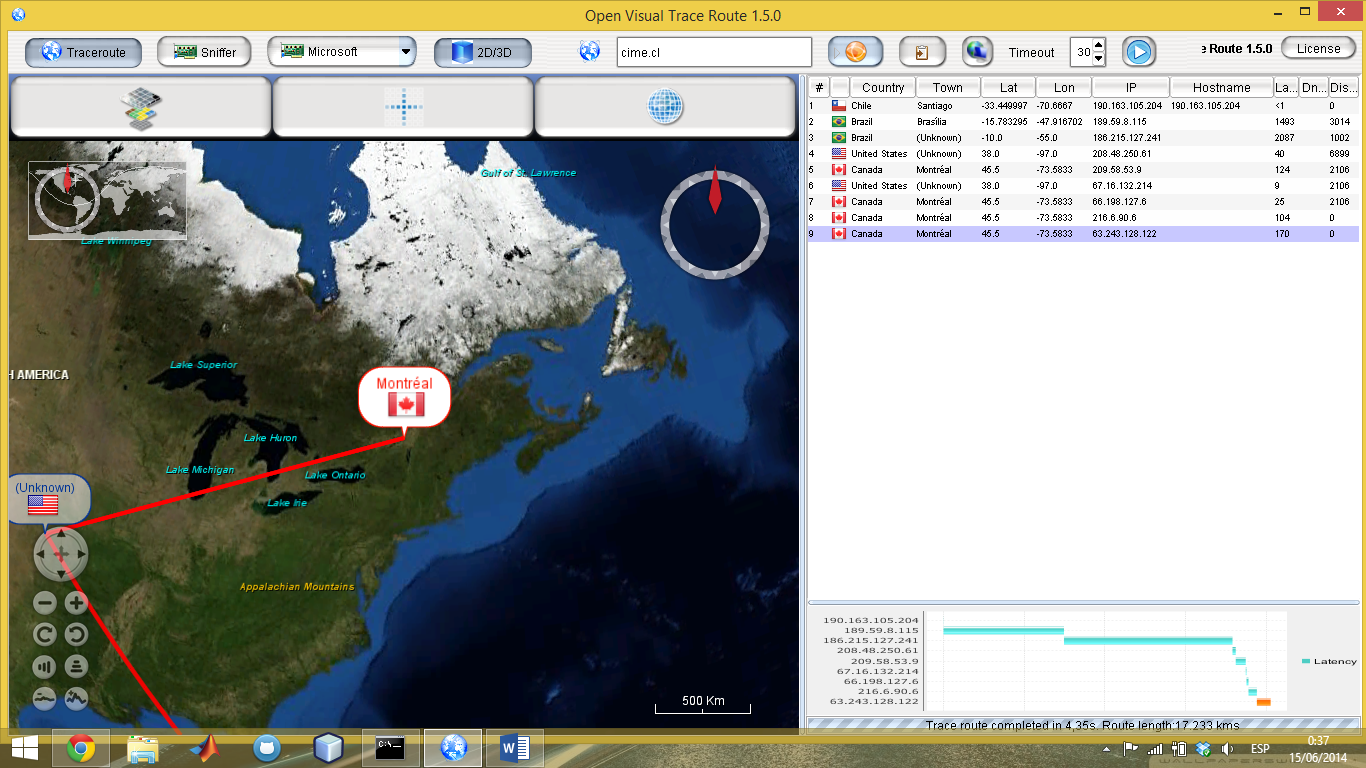 Open Visual Trace Route 1.5.0
Traceroute Sniffer Microsoft 2D/3D cime.cl Timeout 30 e Route 1.5.0 License
# Country Town Lat Lon IP Hostname La... Dn... Dis...
1 Chile Santiago -33.449997 -70.6667 190.163.105.204 190.163.105.204 <1 0
2 Brazil Brasília -15.783295 -47.916702 189.59.8.115 1493 3014
3 Brazil (Unknown) -10.0 -55.0 186.215.127.241 2087 1002
4 United States (Unknown) 38.0 -97.0 208.48.250.61 40 6899
5 Canada Montréal 45.5 -73.5833 209.58.53.9 124 2106
6 United States (Unknown) 38.0 -97.0 67.16.132.214 9 2106
7 Canada Montréal 45.5 -73.5833 66.198.127.6 25 2106
8 Canada Montréal 45.5 -73.5833 216.6.90.6 104 0
9 Canada Montréal 45.5 -73.5833 63.243.128.122 170 0
Gulf of St. Lawrence
Lake Winnipeg
Lake Superior
H AMERICA
Montréal
Lake Huron
Lake Michigan
Lake Ontario
(Unknown)
Lake Irie
Appalachian Mountains
500 Km
190.163.105.204
189.59.8.115
186.215.127.241
208.48.250.61
209.58.53.9
67.16.132.214
66.198.127.6
216.6.90.6
63.243.128.122
Latency
Trace route completed in 4,35s. Route length:17.233 kms
C:\_
ESP
0:37
15/06/2014